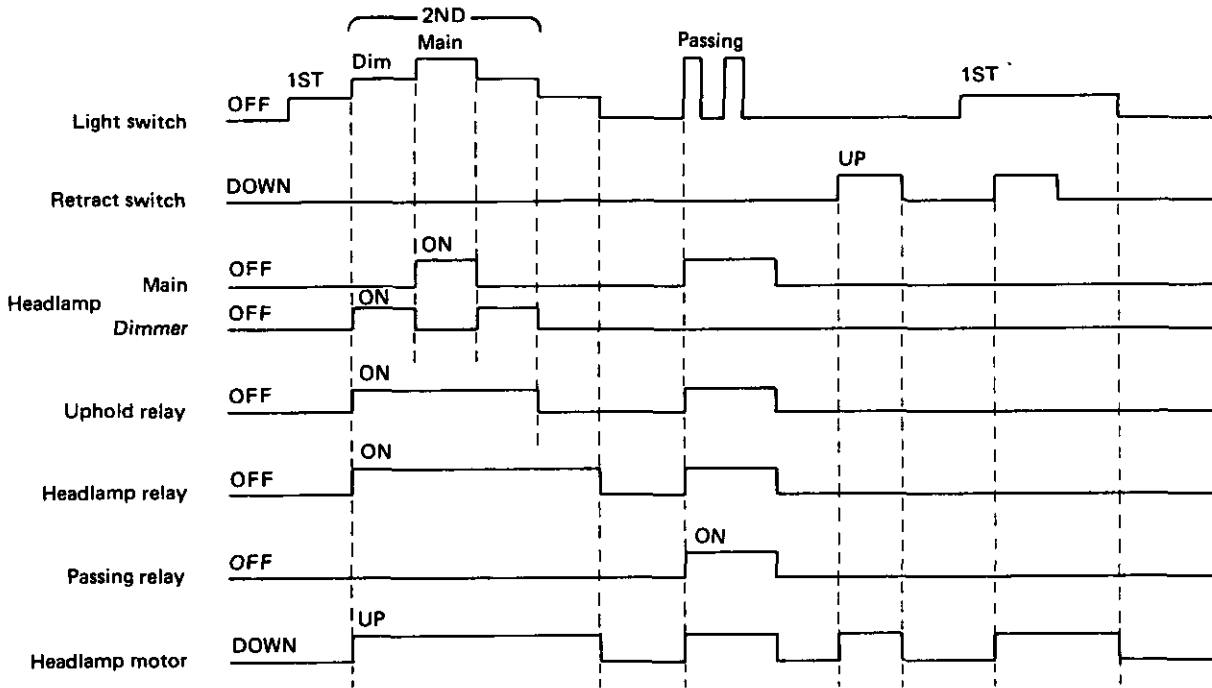 2ND
Main
Passing
Dim
1ST
1ST
OFF
Light switch
UP
DOWN
Retract switch
ON
OFF
Main
Headlamp
ON
OFF
Dimmer
ON
OFF
Uphold relay
ON
OFF
Headlamp relay
ON
OFF
Passing relay
UP
DOWN
Headlamp motor